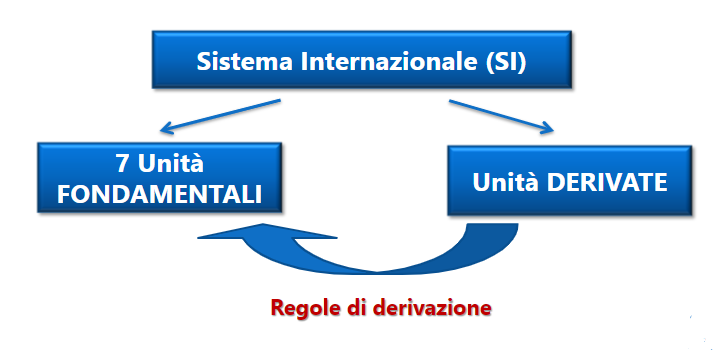 Sistema Internazionale (SI)
7 Unità
FONDAMENTALI
Unità DERIVATE
Regole di derivazione